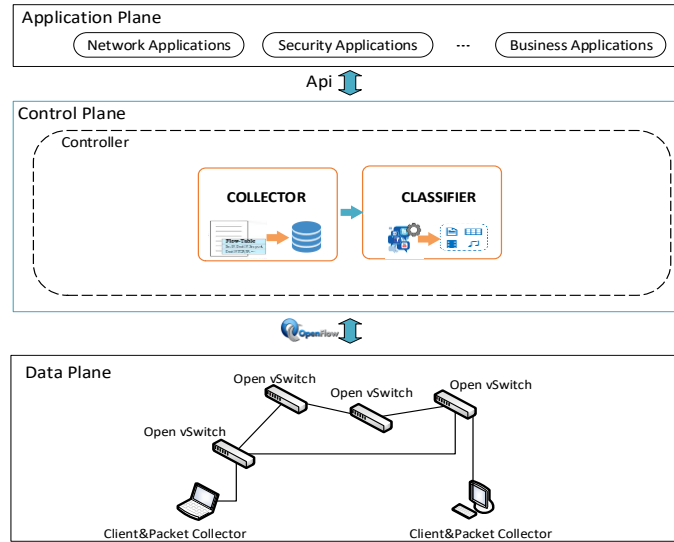 Application Plane
Network Applications
Security Applications
---
Business Applications
Api
Control Plane
Controller
COLLECTOR
CLASSIFIER
Flow-Table
OpenFlow
Data Plane
Open vSwitch
Open vSwitch
Open vSwitch
Open vSwitch
Client&Packet Collector
Client&Packet Collector